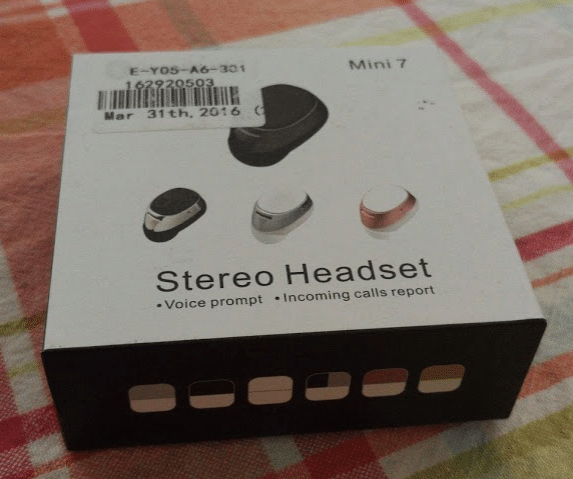 E-Y05-A6-301
162920503
Mar 31th, 2016 (
Mini 7
Stereo Headset
•Voice prompt •Incoming calls report